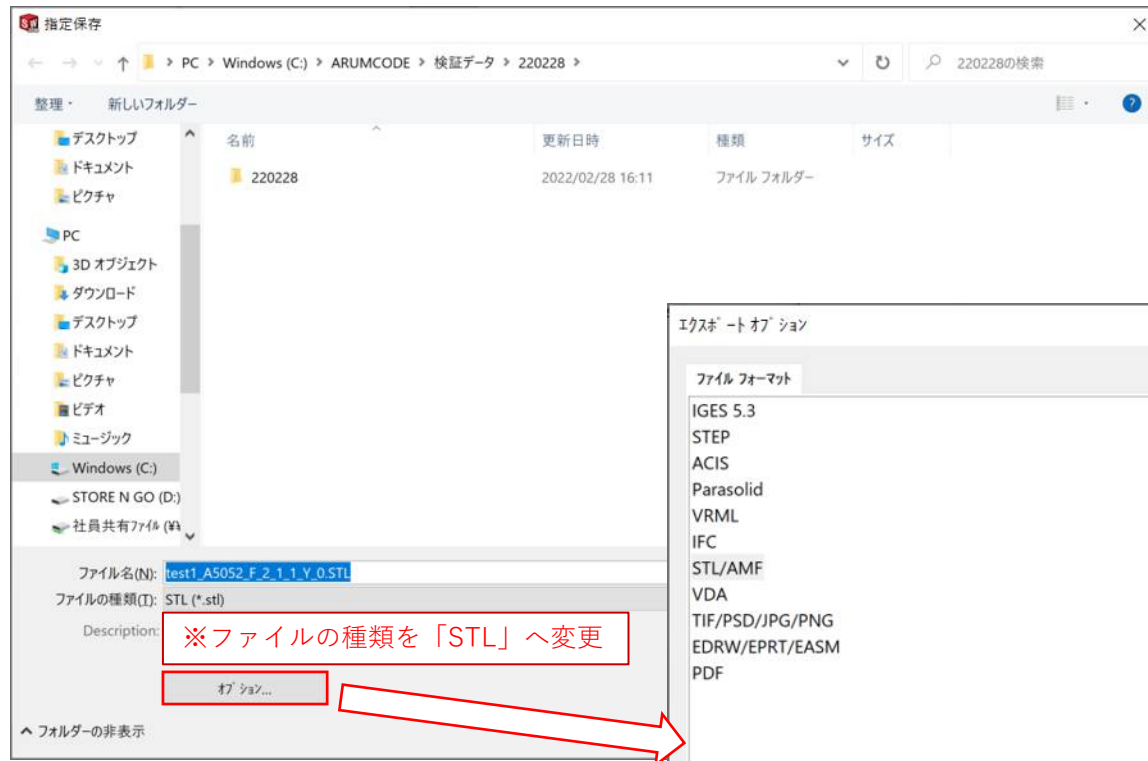 指定保存
PC > Windows (C:) > ARUMCODE > 検証データ > 220228 >
220228の検索
整理
新しいフォルダー
デスクトップ
ドキュメント
ピクチャ
PC
3D オブジェクト
ダウンロード
デスクトップ
ドキュメント
ピクチャ
ビデオ
ミュージック
Windows (C:)
STORE N GO (D:)
社員共有ファイル (¥¥
名前 更新日時 種類 サイズ
220228 2022/02/28 16:11 ファイル フォルダー
ファイル名(N): test1_A5052_F_2_1_1_Y_0.STL
ファイルの種類(T): STL (*.stl)
Description:
※ファイルの種類を「STL」へ変更
オプション...
フォルダーの非表示
エクスポート オプション
ファイル フォーマット
IGES 5.3
STEP
ACIS
Parasolid
VRML
IFC
STL/AMF
VDA
TIF/PSD/JPG/PNG
EDRW/EPRT/EASM
PDF